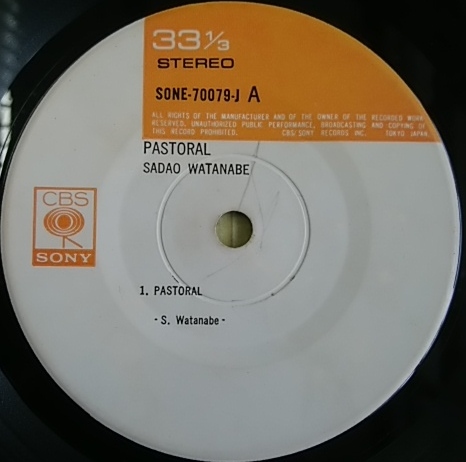 33 1/3
STEREO
SONE-70079-J A
ALL RIGHTS OF THE MANUFACTURER AND OF THE OWNER OF THE RECORDED WORK
RESERVED. UNAUTHORIZED PUBLIC PERFORMANCE, BROADCASTING AND COPYING OF
THIS RECORD PROHIBITED. CBS/SONY RECORDS INC. TOKYO JAPAN
PASTORAL
SADAO WATANABE
CBS
SONY
1. PASTORAL
- S. Watanabe -